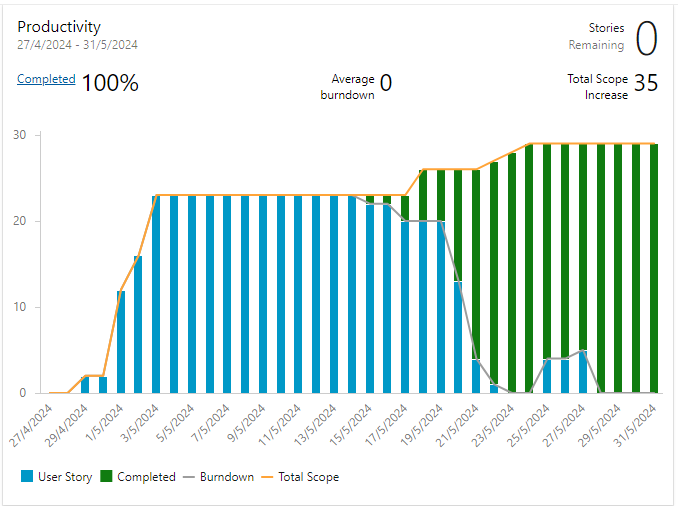 Productivity
27/4/2024 - 31/5/2024
Stories
Remaining
0
Completed 100%
Average
burndown
0
Total Scope
Increase
35
30
20
10
0
27/4/2024
29/4/2024
1/5/2024
3/5/2024
5/5/2024
7/5/2024
9/5/2024
11/5/2024
13/5/2024
15/5/2024
17/5/2024
19/5/2024
21/5/2024
23/5/2024
25/5/2024
27/5/2024
29/5/2024
31/5/2024
User Story Completed Burndown Total Scope